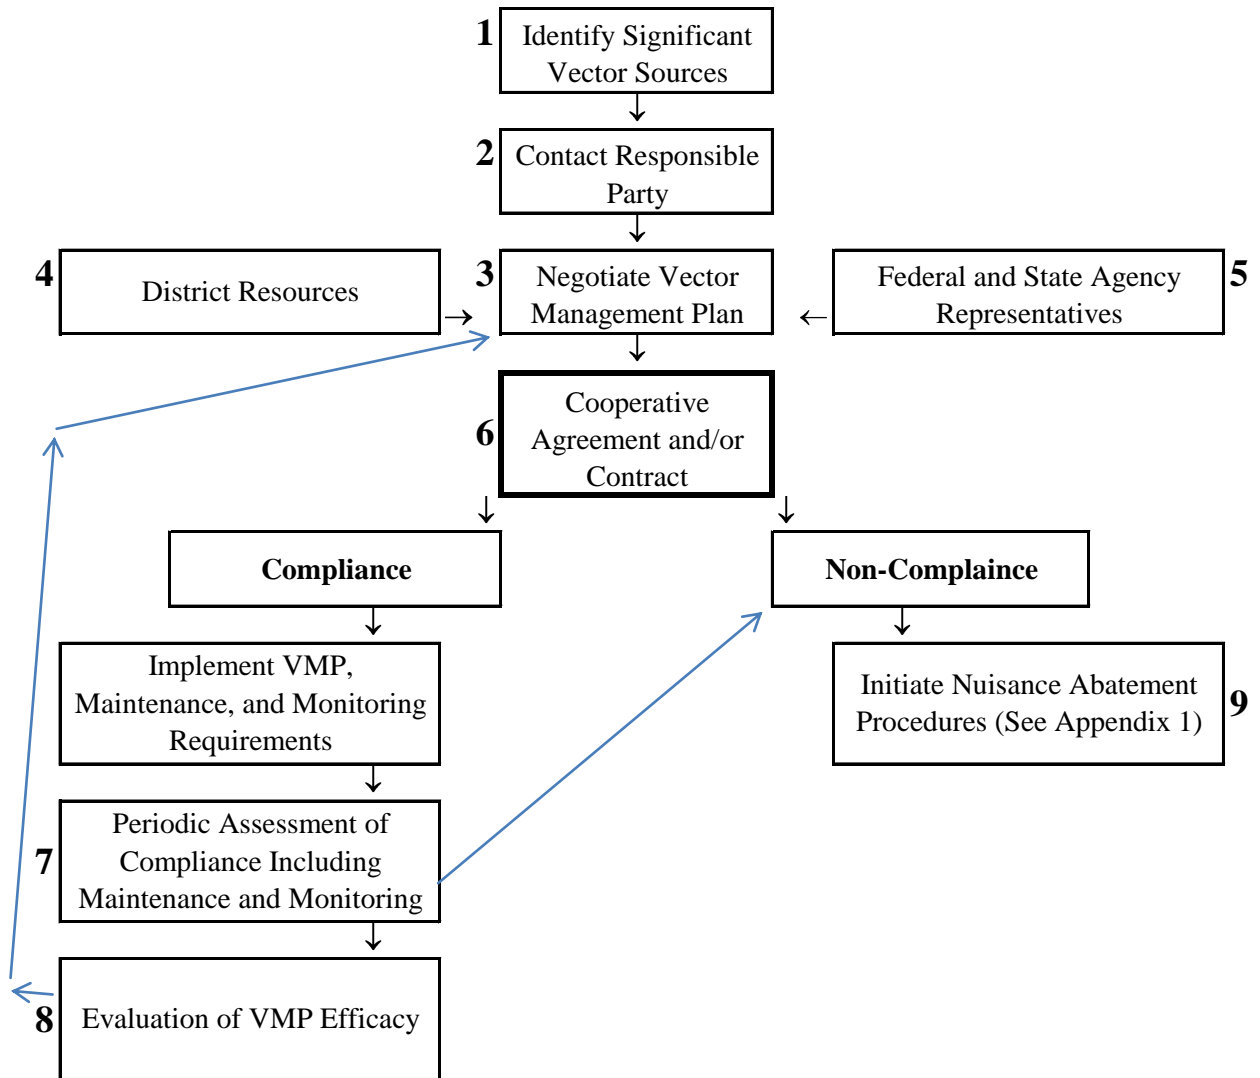 1
Identify Significant
Vector Sources
2
Contact Responsible
Party
4
District Resources
3
Negotiate Vector
Management Plan
Federal and State Agency
Representatives
5
6
Cooperative
Agreement and/or
Contract
Compliance
Non-Complaince
Implement VMP,
Maintenance, and Monitoring
Requirements
Initiate Nuisance Abatement
Procedures (See Appendix 1)
9
7
Periodic Assessment of
Compliance Including
Maintenance and Monitoring
8
Evaluation of VMP Efficacy